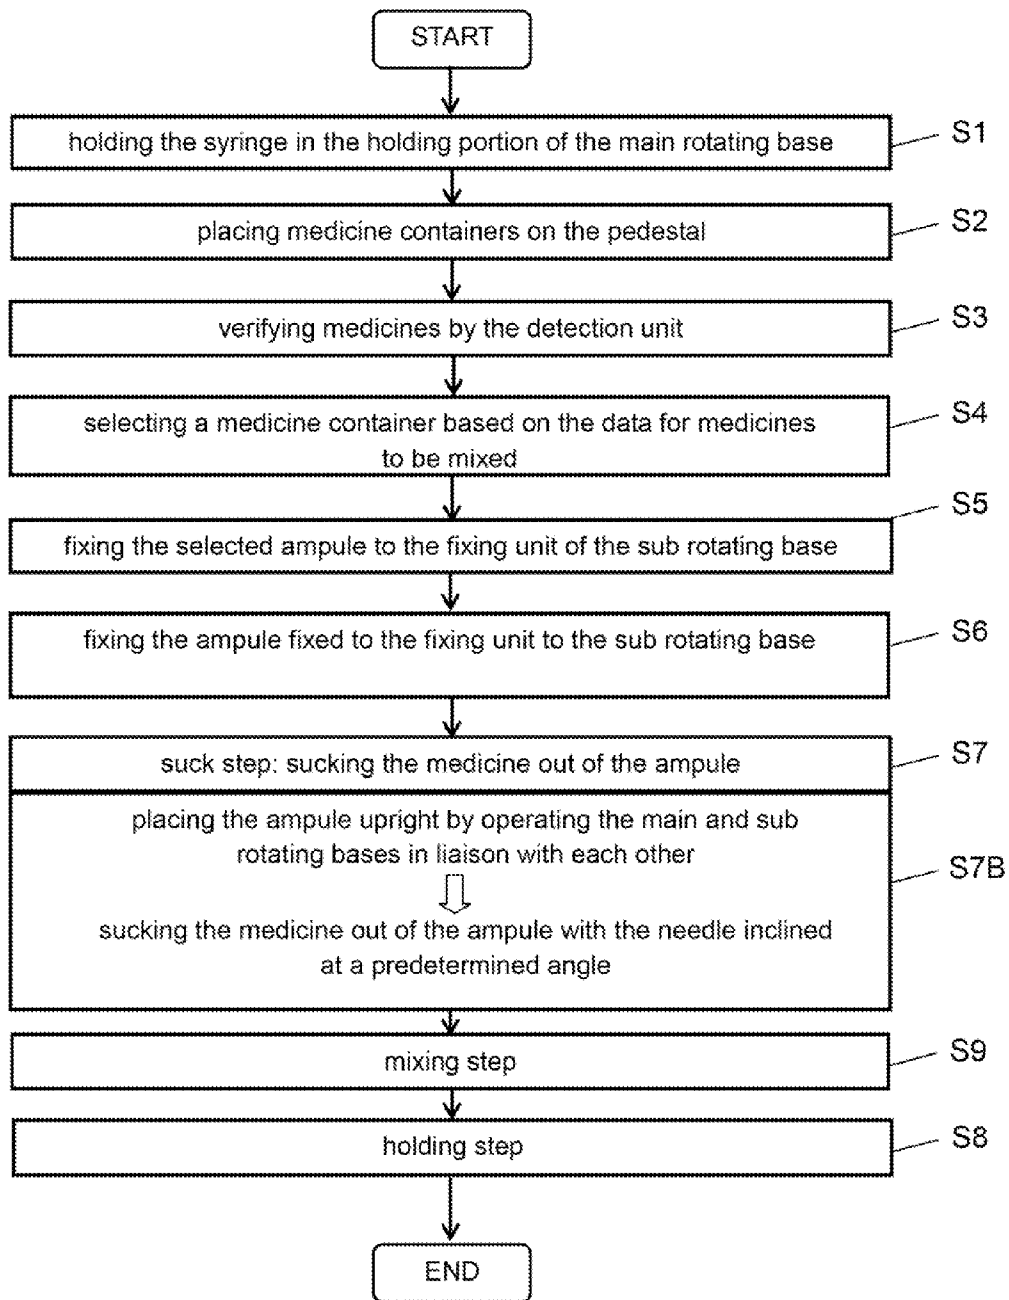 START
holding the syringe in the holding portion of the main rotating base
S1
placing medicine containers on the pedestal
S2
verifying medicines by the detection unit
S3
selecting a medicine container based on the data for medicines
to be mixed
S4
S5
fixing the selected ampule to the fixing unit of the sub rotating base
fixing the ampule fixed to the fixing unit to the sub rotating base
S6
suck step: sucking the medicine out of the ampule
S7
placing the ampule upright by operating the main and sub
rotating bases in liaison with each other
S7B
sucking the medicine out of the ampule with the needle inclined
at a predetermined angle
mixing step
S9
holding step
S8
END